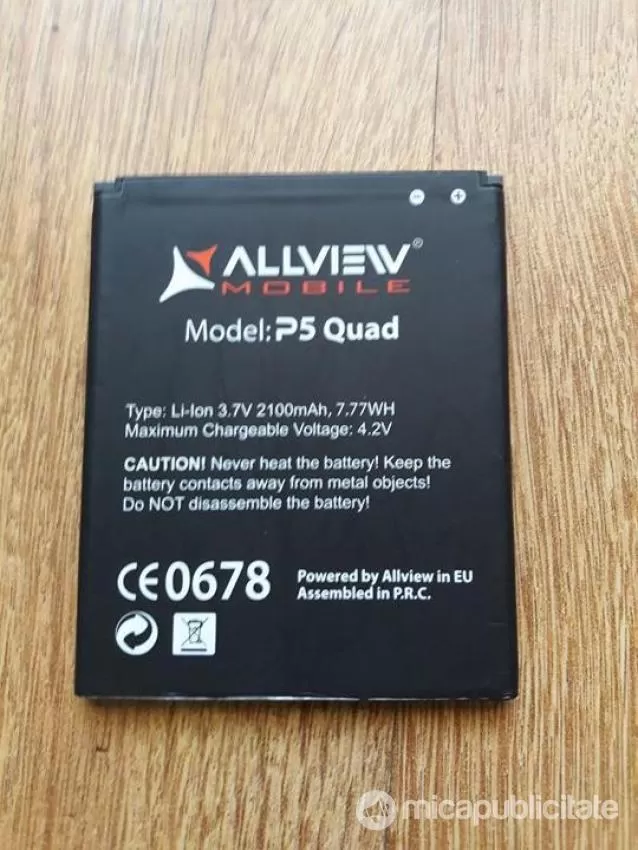 ALLVIEW®
MOBILE
Model: P5 Quad
Type: Li-Ion 3.7V 2100mAh, 7.77WH
Maximum Chargeable Voltage: 4.2V
CAUTION! Never heat the battery! Keep the
battery contacts away from metal objects!
Do NOT disassemble the battery!
CE0678
Powered by Allview in EU
Assembled in P.R.C.
micapublicitate